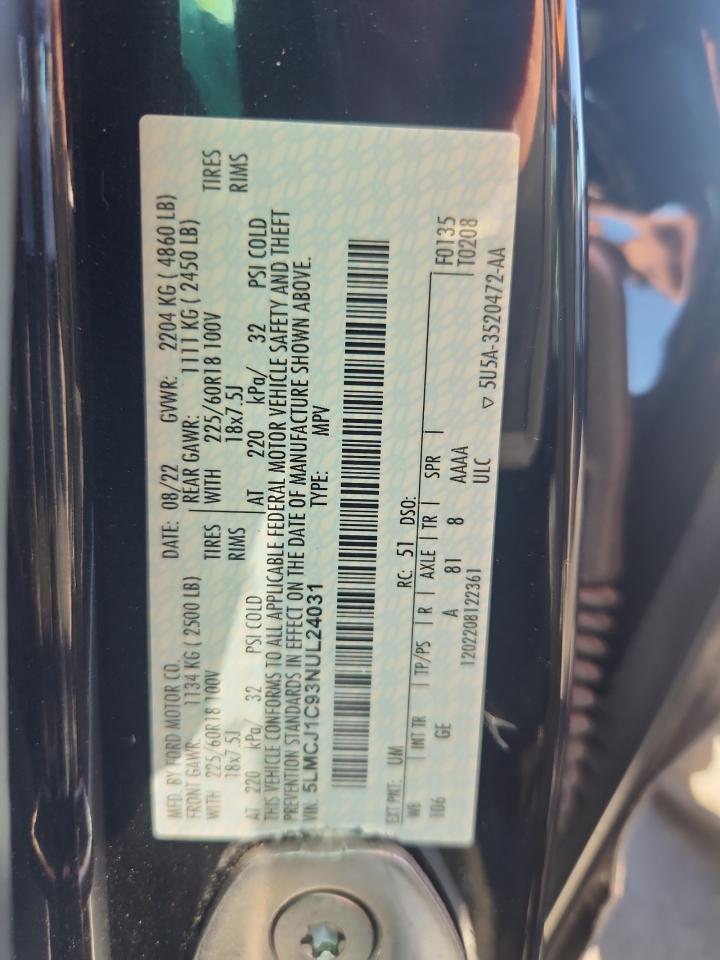 MFD. BY FORD MOTOR CO.
DATE: 08/22 GVWR: 2204 KG ( 4860 LB)
FRONT GAWR: 1134 KG ( 2500 LB) REAR GAWR: 1111 KG ( 2450 LB)
WITH 225/60R18 100V TIRES WITH 225/60R18 100V TIRES
18x7.5J RIMS 18x7.5J RIMS
AT 220 kPa/ 32 PSI COLD AT 220 kPa/ 32 PSI COLD
THIS VEHICLE CONFORMS TO ALL APPLICABLE FEDERAL MOTOR VEHICLE SAFETY AND THEFT
PREVENTION STANDARDS IN EFFECT ON THE DATE OF MANUFACTURE SHOWN ABOVE.
VIN: 5LMCJ1C93NUL24031 TYPE: MPV
EXT PNT: UM RC: 51 DSO:
WB INT TR TP/PS R AXLE TR SPR F0135
106 GE A 81 8 AAAA T0208
1202208122361 ULC ▽ 5U5A-3520472-AA